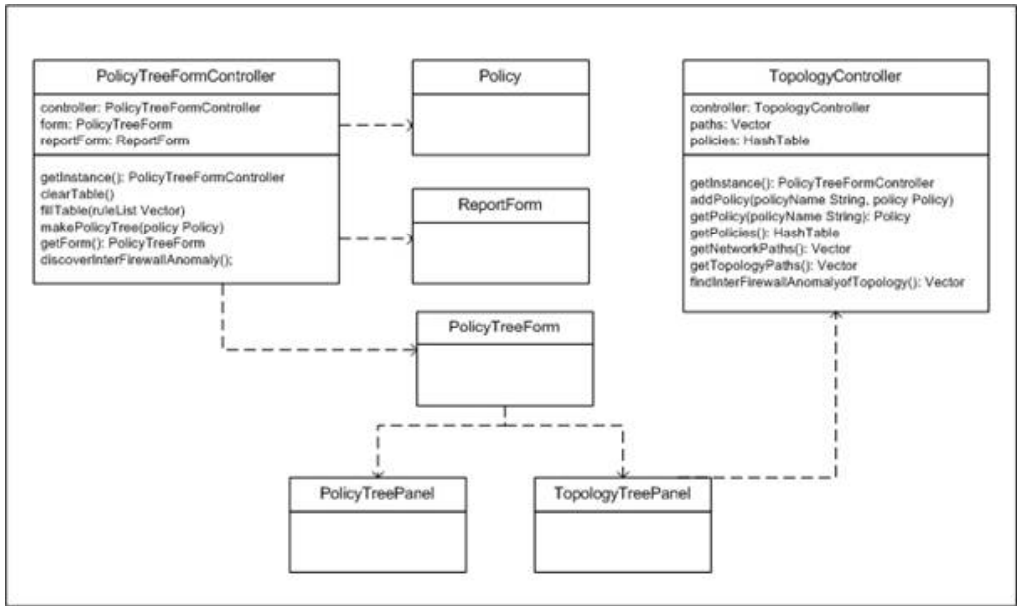 PolicyTreeFormController
controller: PolicyTreeFormController
form: PolicyTreeForm
reportForm: ReportForm
getInstance(): PolicyTreeFormController
clearTable()
fillTable(ruleList Vector)
makePolicyTree(policy Policy)
getForm(): PolicyTreeForm
discoverInterFirewallAnomaly();
Policy
ReportForm
TopologyController
controller: TopologyController
paths: Vector
policies: HashTable
getInstance(): PolicyTreeFormController
addPolicy(policyName String, policy Policy)
getPolicy(policyName String): Policy
getPolicies(): HashTable
getNetworkPaths(): Vector
getTopologyPaths(): Vector
findInterFirewallAnomalyofTopology(): Vector
PolicyTreeForm
PolicyTreePanel
TopologyTreePanel